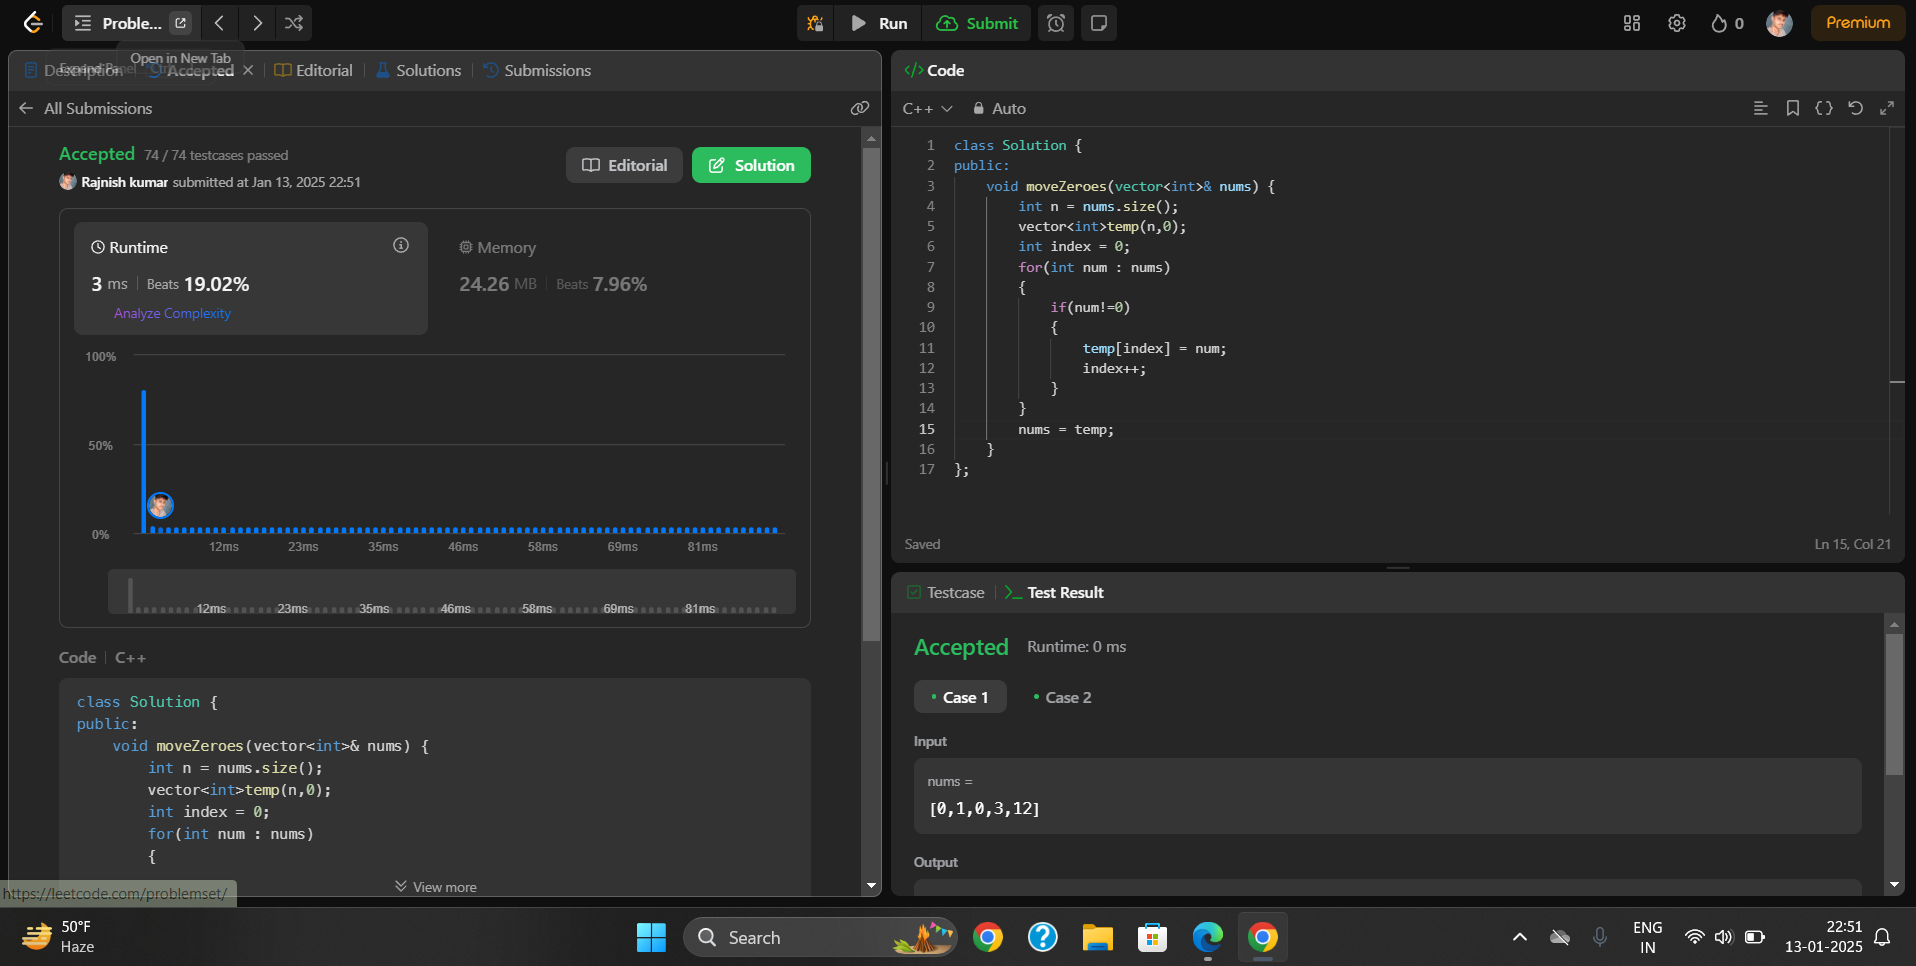 Proble...
Run
Submit
0
Premium
Open in New Tab
Description
Accepted
Editorial
Solutions
Submissions
All Submissions
Accepted 74 / 74 testcases passed
Rajnish kumar submitted at Jan 13, 2025 22:51
Editorial
Solution
Runtime
3 ms | Beats 19.02%
Analyze Complexity
Memory
24.26 MB | Beats 7.96%
100%
50%
0%
12ms 23ms 35ms 46ms 58ms 69ms 81ms
12ms 23ms 35ms 46ms 58ms 69ms 81ms
Code | C++
class Solution {
public:
    void moveZeroes(vector<int>& nums) {
        int n = nums.size();
        vector<int>temp(n,0);
        int index = 0;
        for(int num : nums)
        {
View more
https://leetcode.com/problemset/
</> Code
C++
Auto
1 class Solution {
2 public:
3     void moveZeroes(vector<int>& nums) {
4         int n = nums.size();
5         vector<int>temp(n,0);
6         int index = 0;
7         for(int num : nums)
8         {
9             if(num!=0)
10             {
11                 temp[index] = num;
12                 index++;
13             }
14         }
15         nums = temp;
16     }
17 };
Saved
Ln 15, Col 21
Testcase
Test Result
Accepted Runtime: 0 ms
Case 1
Case 2
Input
nums =
[0,1,0,3,12]
Output
50°F
Haze
Search
ENG
IN
22:51
13-01-2025